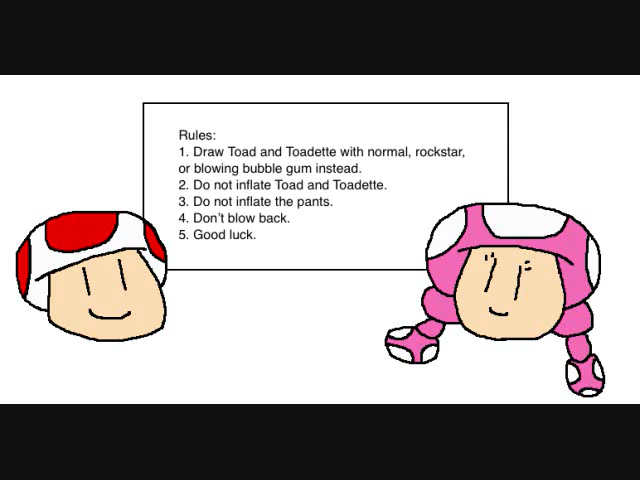 Rules:
1. Draw Toad and Toadette with normal, rockstar,
or blowing bubble gum instead.
2. Do not inflate Toad and Toadette.
3. Do not inflate the pants.
4. Don't blow back.
5. Good luck.